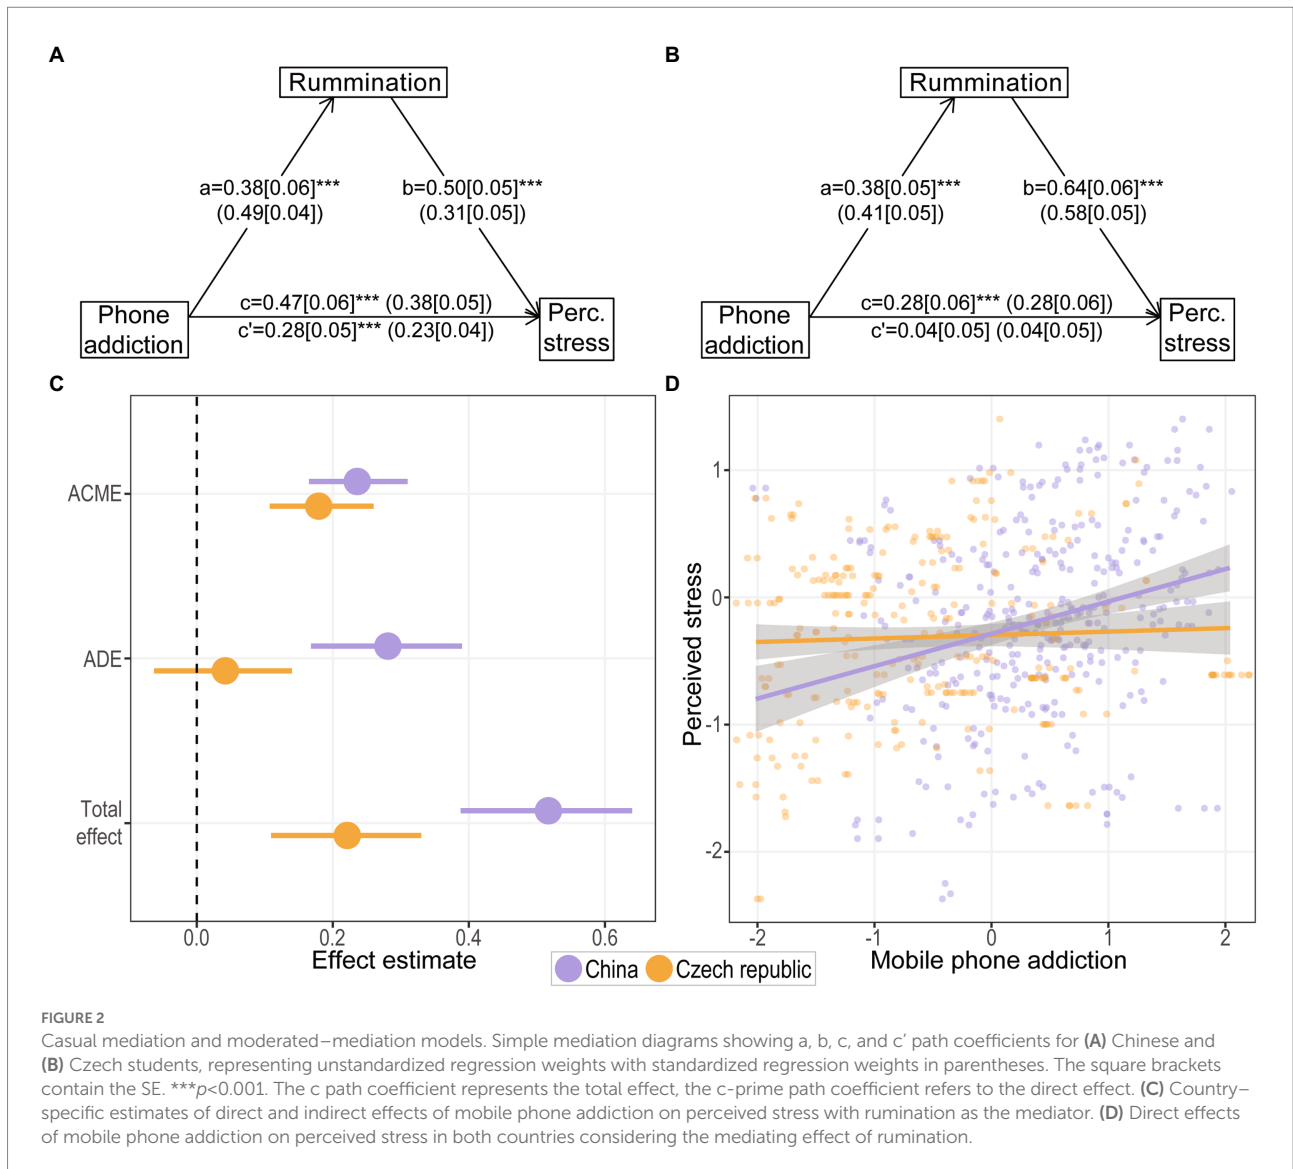 A
Rummination
a=0.38[0.06]***
(0.49[0.04])
b=0.50[0.05]***
(0.31[0.05])
Phone
addiction
c=0.47[0.06]*** (0.38[0.05])
c'=0.28[0.05]*** (0.23[0.04])
Perc.
stress
B
Rummination
a=0.38[0.05]***
(0.41[0.05])
b=0.64[0.06]***
(0.58[0.05])
Phone
addiction
c=0.28[0.06]*** (0.28[0.06])
c'=0.04[0.05] (0.04[0.05])
Perc.
stress
C
ACME
ADE
Total
effect
0.0
0.2
0.4
0.6
Effect estimate
D
Perceived stress
1
0
-1
-2
-2
-1
0
1
2
Mobile phone addiction
China
Czech republic
FIGURE 2
Casual mediation and moderated–mediation models. Simple mediation diagrams showing a, b, c, and c′ path coefficients for (A) Chinese and
(B) Czech students, representing unstandardized regression weights with standardized regression weights in parentheses. The square brackets
contain the SE. ***p<0.001. The c path coefficient represents the total effect, the c-prime path coefficient refers to the direct effect. (C) Country–
specific estimates of direct and indirect effects of mobile phone addiction on perceived stress with rumination as the mediator. (D) Direct effects
of mobile phone addiction on perceived stress in both countries considering the mediating effect of rumination.